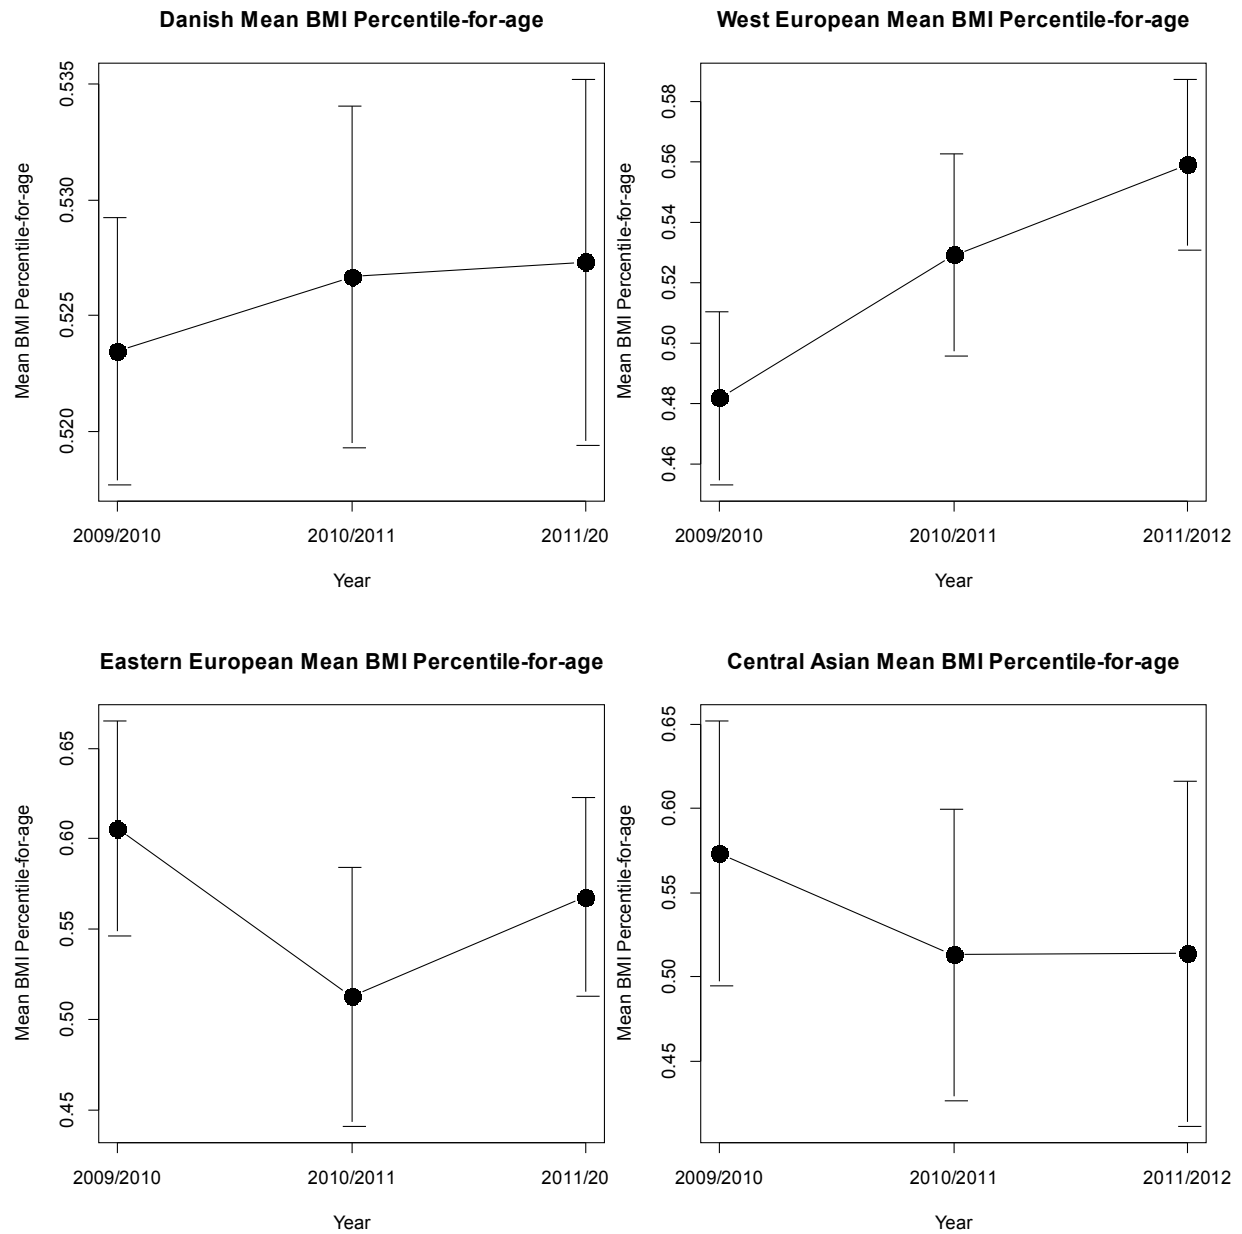 Danish Mean BMI Percentile-for-age
Mean BMI Percentile-for-age
0.535
0.530
0.525
0.520
2009/2010 2010/2011 2011/20
Year
West European Mean BMI Percentile-for-age
Mean BMI Percentile-for-age
0.58
0.56
0.54
0.52
0.50
0.48
0.46
2009/2010 2010/2011 2011/2012
Year
Eastern European Mean BMI Percentile-for-age
Mean BMI Percentile-for-age
0.65
0.60
0.55
0.50
0.45
2009/2010 2010/2011 2011/20
Year
Central Asian Mean BMI Percentile-for-age
Mean BMI Percentile-for-age
0.65
0.60
0.55
0.50
0.45
2009/2010 2010/2011 2011/2012
Year